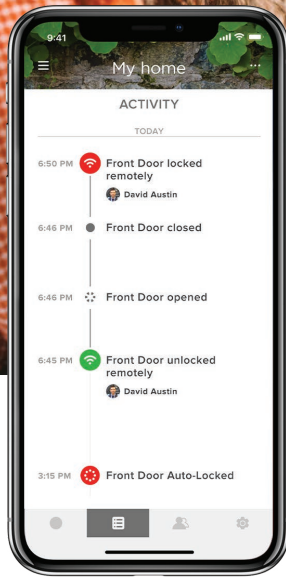 9:41
My home
ACTIVITY
TODAY
6:50 PM Front Door locked
remotely
David Austin
6:46 PM Front Door closed
6:46 PM Front Door opened
6:45 PM Front Door unlocked
remotely
David Austin
3:15 PM Front Door Auto-Locked